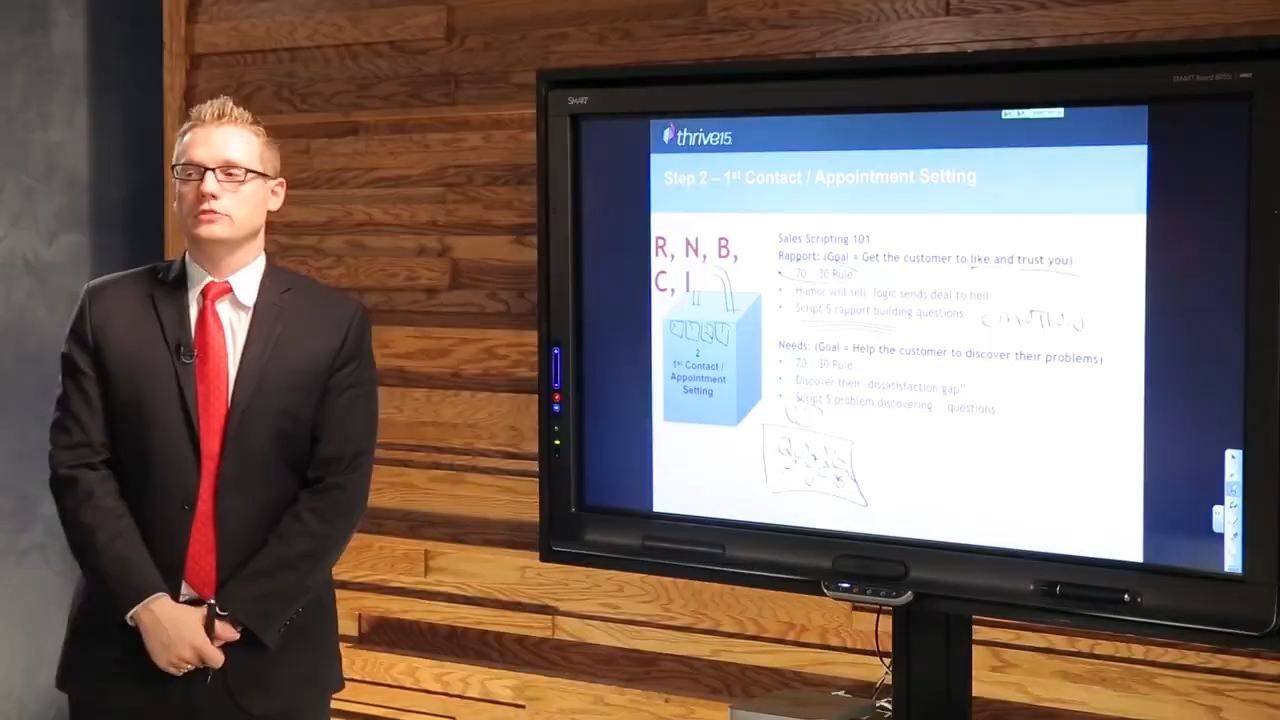 SMART
SMART Board
thrive15
Step 2 – 1st Contact / Appointment Setting
R, N, B,
C, I
2
1st Contact /
Appointment
Setting
Sales Scripting 101
Rapport: (Goal = Get the customer to like and trust you)
• 70 30 Rule
• Humor will sell logic sends deal to hell
• Script 5 rapport building questions
Needs: (Goal = Help the customer to discover their problems)
• 70 30 Rule
• Discover their dissatisfaction gap"
• Script 5 problem discovering questions